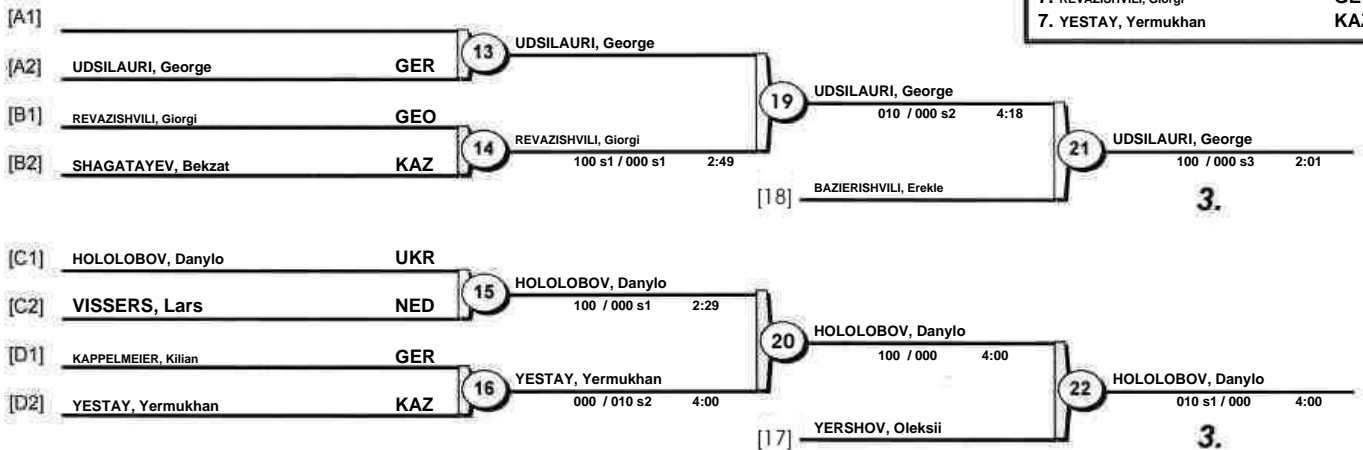 7. REVAZISHVILI, Giorgi
7. YESTAY, Yermukhan KAZ
[A1]
[A2] UDSILAURI, George GER
13 UDSILAURI, George
[B1] REVAZISHVILI, Giorgi GEO
[B2] SHAGATAYEV, Bekzat KAZ
14 REVAZISHVILI, Giorgi
100 s1 / 000 s1 2:49
19 UDSILAURI, George
010 / 000 s2 4:18
[18] BAZIERISHVILI, Erekle
21 UDSILAURI, George
100 / 000 s3 2:01
3.
[C1] HOLOLOBOV, Danylo UKR
[C2] VISSERS, Lars NED
15 HOLOLOBOV, Danylo
100 / 000 s1 2:29
[D1] KAPPELMEIER, Kilian GER
[D2] YESTAY, Yermukhan KAZ
16 YESTAY, Yermukhan
000 / 010 s2 4:00
20 HOLOLOBOV, Danylo
100 / 000 4:00
[17] YERSHOV, Oleksii
22 HOLOLOBOV, Danylo
010 s1 / 000 4:00
3.